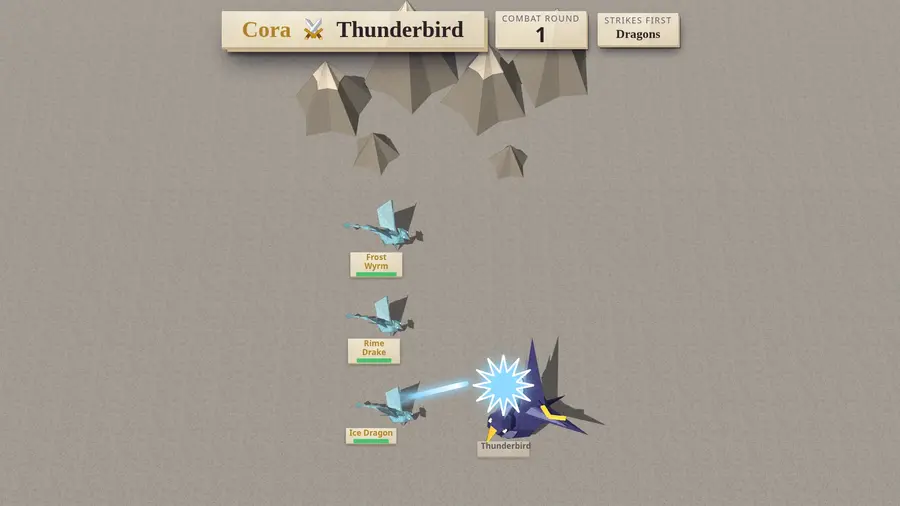 Cora ⚔ Thunderbird
COMBAT ROUND
1
STRIKES FIRST
Dragons
Frost
Wyrm
Rime
Drake
Ice Dragon
Thunderbird